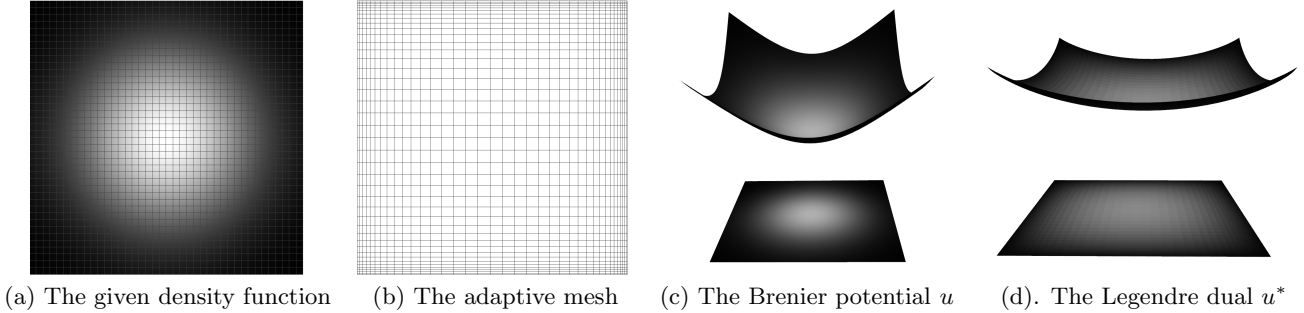 (a) The given density function
(b) The adaptive mesh
(c) The Brenier potential u
(d). The Legendre dual u*